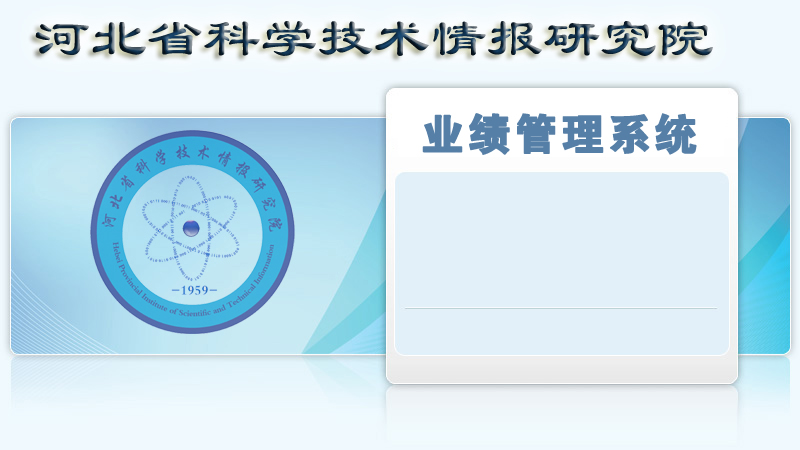 河北省科学技术情报研究院
业绩管理系统
河北省科学技术情报研究院
-1959-
Hebei Provincial Institute of Scientific and Technical Information